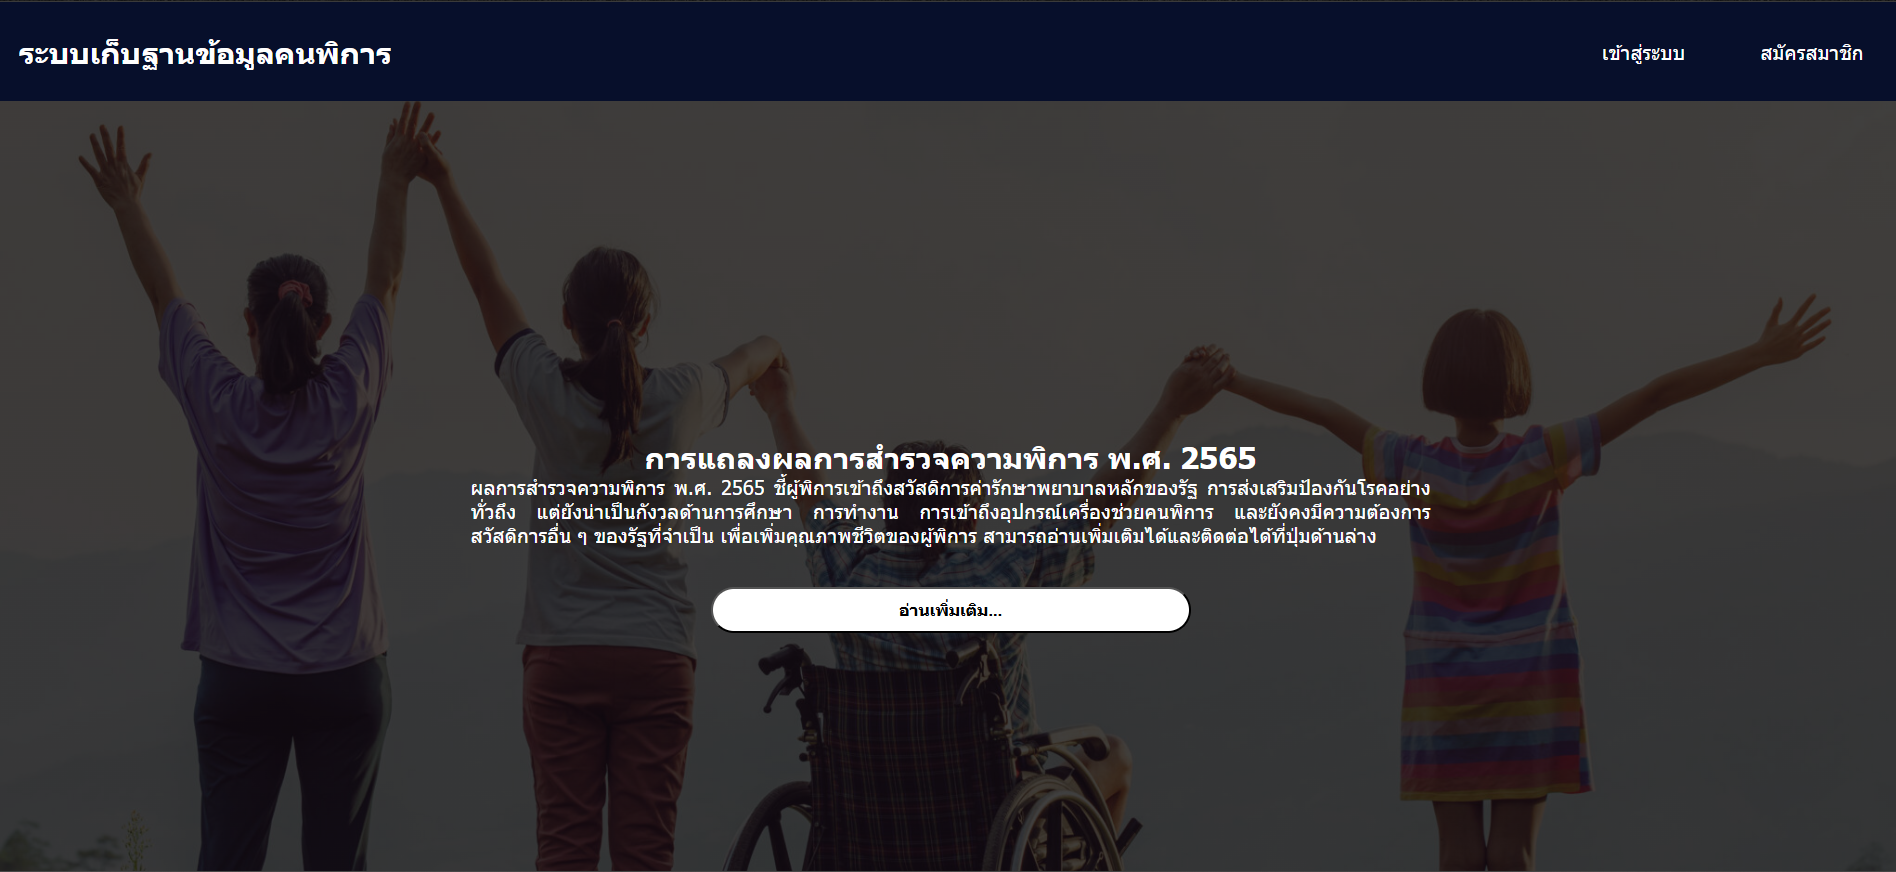 ระบบเก็บฐานข้อมูลคนพิการ
เข้าสู่ระบบ
สมัครสมาชิก
การแถลงผลการสำรวจความพิการ พ.ศ. 2565
ผลการสำรวจความพิการ พ.ศ. 2565 ชี้ผู้พิการเข้าถึงสวัสดิการค่ารักษาพยาบาลหลักของรัฐ การส่งเสริมป้องกันโรคอย่าง
ทั่วถึง แต่ยังน่าเป็นกังวลด้านการศึกษา การทำงาน การเข้าถึงอุปกรณ์เครื่องช่วยคนพิการ และยังคงมีความต้องการ
สวัสดิการอื่น ๆ ของรัฐที่จำเป็น เพื่อเพิ่มคุณภาพชีวิตของผู้พิการ สามารถอ่านเพิ่มเติมได้และติดต่อได้ที่ปุ่มด้านล่าง
อ่านเพิ่มเติม...